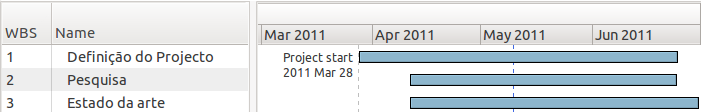 WBS Name
Mar 2011 Apr 2011 May 2011 Jun 2011
1 Definição do Projecto
2 Pesquisa
3 Estado da arte
Project start
2011 Mar 28